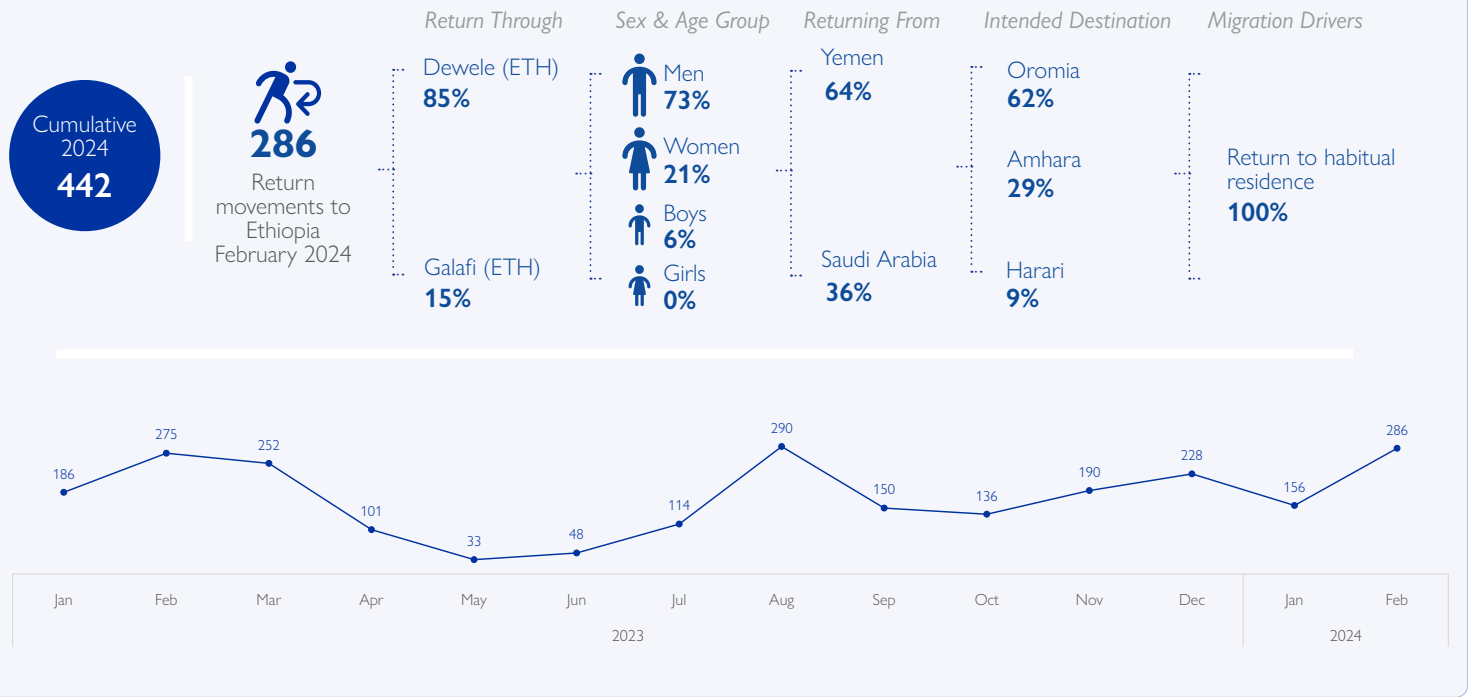 Return Through
Sex & Age Group
Returning From
Intended Destination
Migration Drivers
Cumulative
2024
442
286
Return
movements to
Ethiopia
February 2024
Dewele (ETH)
85%
Galafi (ETH)
15%
Men
73%
Women
21%
Boys
6%
Girls
0%
Yemen
64%
Saudi Arabia
36%
Oromia
62%
Amhara
29%
Harari
9%
Return to habitual
residence
100%
186
275
252
101
33
48
114
290
150
136
190
228
156
286
Jan
Feb
Mar
Apr
May
Jun
Jul
Aug
Sep
Oct
Nov
Dec
Jan
Feb
2023
2024